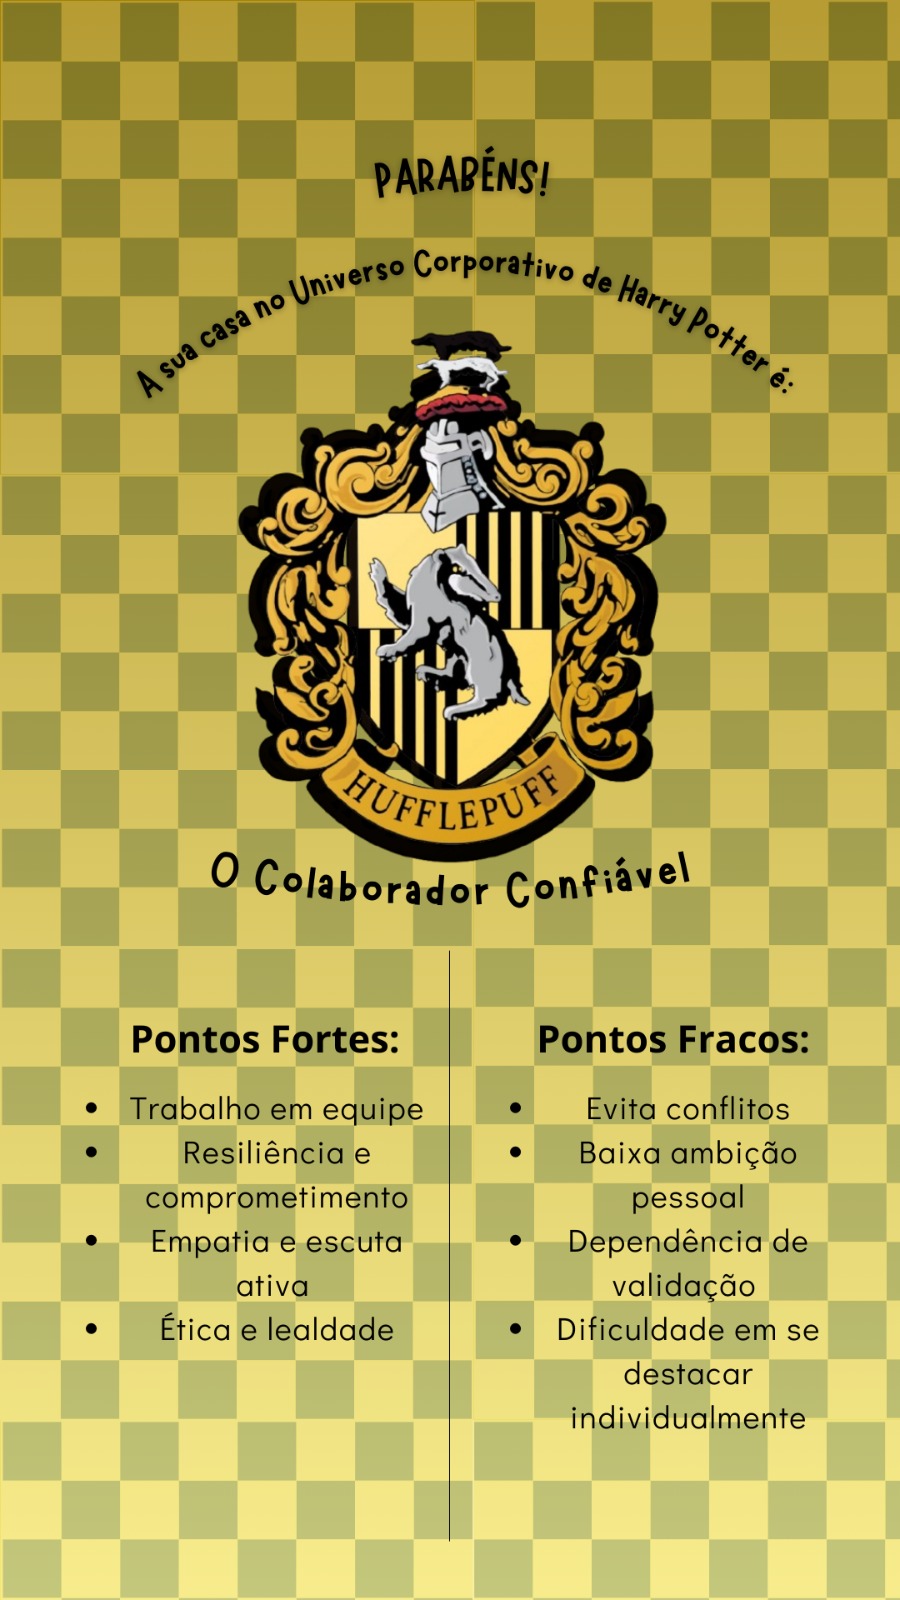 PARABÉNS!
A sua casa no Universo Corporativo de Harry Potter é:
HUFFLEPUFF
O Colaborador Confiável
Pontos Fortes:
• Trabalho em equipe
• Resiliência e
comprometimento
• Empatia e escuta
ativa
• Ética e lealdade
Pontos Fracos:
• Evita conflitos
• Baixa ambição
pessoal
• Dependência de
validação
• Dificuldade em se
destacar
individualmente